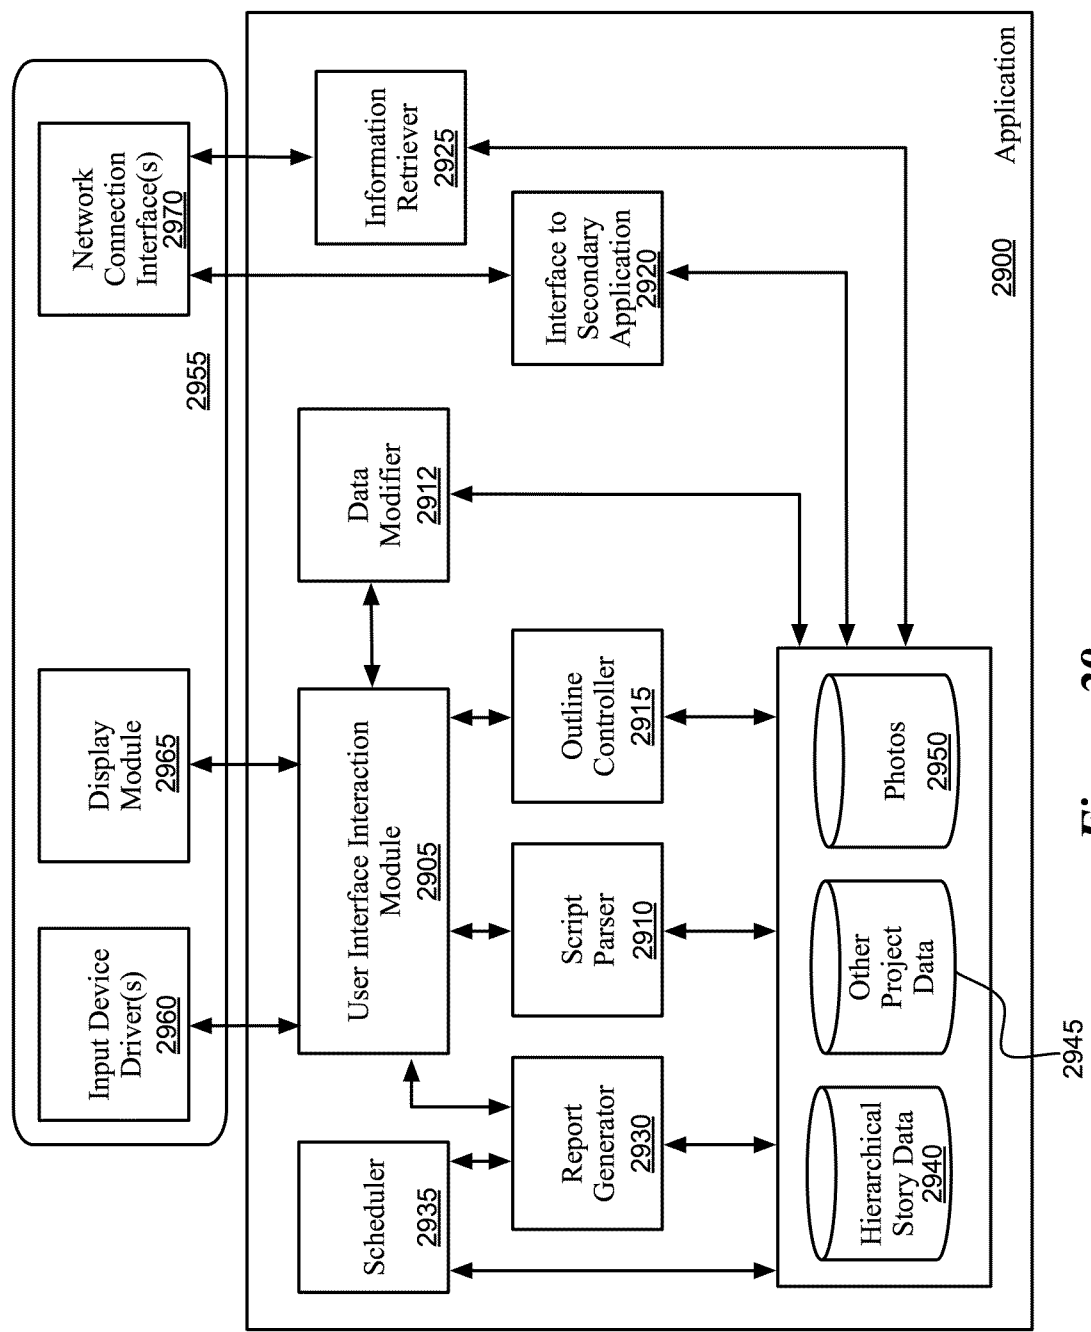 Input Device
Driver(s)
2960
Display
Module
2965
Network
Connection
Interface(s)
2970
2955
Scheduler
2935
User Interface Interaction
Module
2905
Data
Modifier
2912
Information
Retriever
2925
Report
Generator
2930
Script
Parser
2910
Outline
Controller
2915
Interface to
Secondary
Application
2920
Hierarchical
Story Data
2940
Other
Project
Data
Photos
2950
2900
Application
2945